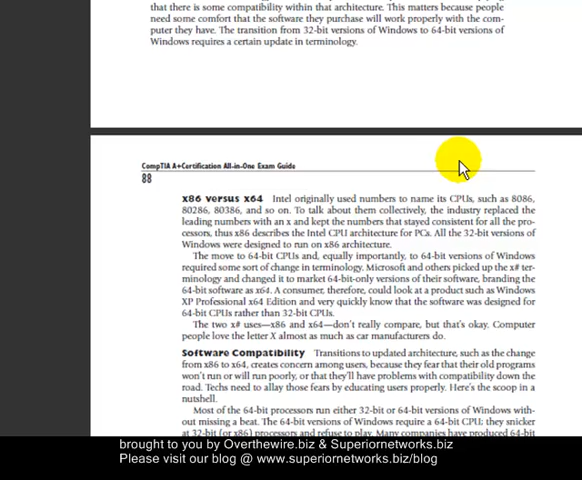 that there is some compatibility within that architecture. This matters because people
need some comfort that the software they purchase will work properly with the com-
puter they have. The transition from 32-bit versions of Windows to 64-bit versions of
Windows requires a certain update in terminology.
CompTIA A+Certification All-in-One Exam Guide
88
x86 versus x64 Intel originally used numbers to name its CPUs, such as 8086,
80286, 80386, and so on. To talk about them collectively, the industry replaced the
leading numbers with an x and kept the numbers that stayed consistent for all the pro-
cessors, thus x86 describes the Intel CPU architecture for PCs. All the 32-bit versions of
Windows were designed to run on x86 architecture.
The move to 64-bit CPUs and, equally importantly, to 64-bit versions of Windows
required some sort of change in terminology. Microsoft and others picked up the x# ter-
minology and changed it to market 64-bit-only versions of their software, branding the
64-bit software as x64. A consumer, therefore, could look at a product such as Windows
XP Professional x64 Edition and very quickly know that the software was designed for
64-bit CPUs rather than 32-bit CPUs.
The two x# uses—x86 and x64—don't really compare, but that's okay. Computer
people love the letter X almost as much as car manufacturers do.
Software Compatibility Transitions to updated architecture, such as the change
from x86 to x64, creates concern among users, because they fear that their old programs
won't run or will run poorly, or that they'll have problems with compatibility down the
road. Techs need to allay those fears by educating users properly. Here's the scoop in a
nutshell.
Most of the 64-bit processors run either 32-bit or 64-bit versions of Windows with-
out missing a beat. The 64-bit versions of Windows require a 64-bit CPU; they snicker
at 32-bit (or x86) processors and refuse to play. Many companies have produced 64-bit
brought to you by Overthewire.biz & Superiornetworks.biz
Please visit our blog @ www.superiornetworks.biz/blog